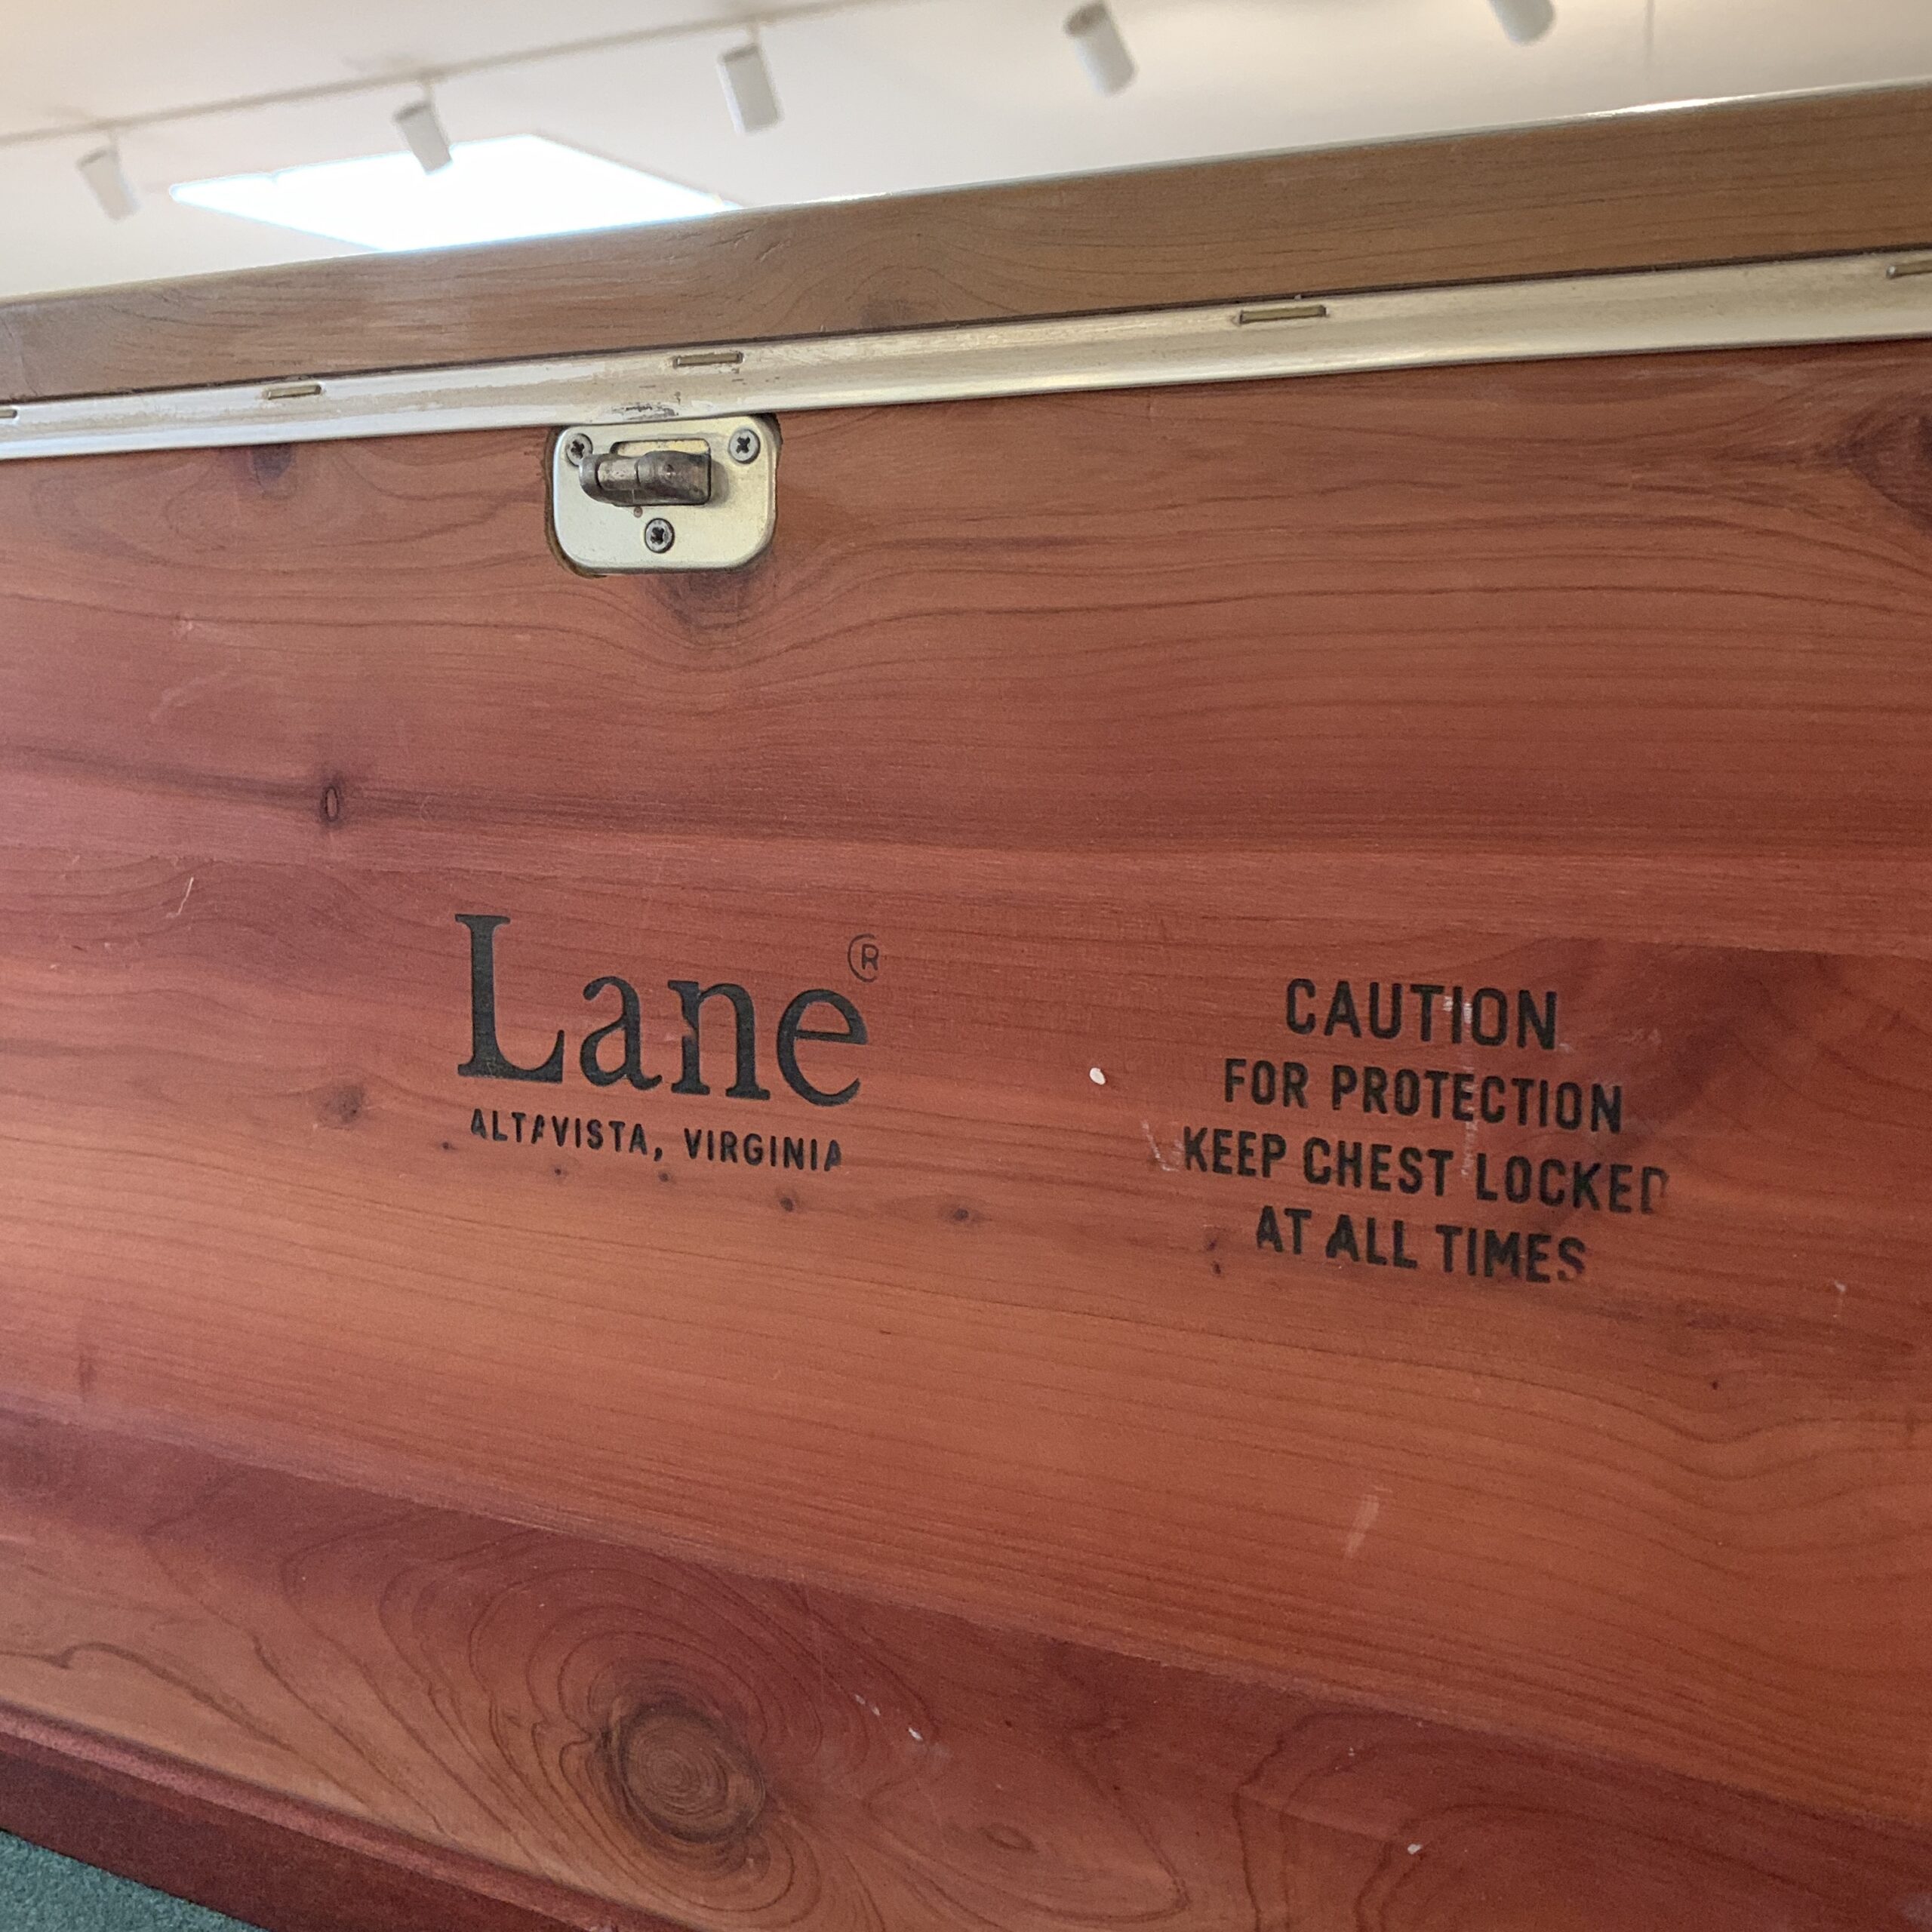 Lane®
ALTAVISTA, VIRGINIA
CAUTION
FOR PROTECTION
KEEP CHEST LOCKED
AT ALL TIMES